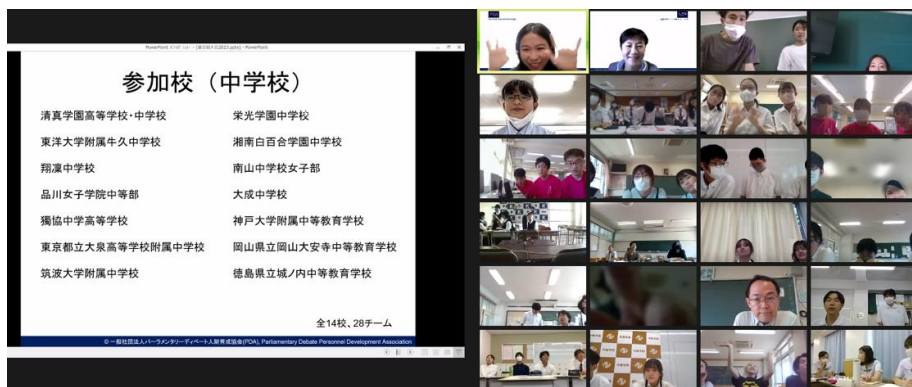 参加校（中学校）
清真学園高等学校・中学校
東洋大学附属牛久中学校
翔凜中学校
品川女子学院中等部
獨協中学高等学校
東京都立大泉高等学校附属中学校
筑波大学附属中学校
栄光学園中学校
湘南白百合学園中学校
南山中学校女子部
大成中学校
神戸大学附属中等教育学校
岡山県立岡山大安寺中等教育学校
徳島県立城ノ内中等教育学校
全14校、28チーム
© 一般社団法人パーラメンタリーディベート人財育成協会(PDA), Parliamentary Debate Personnel Development Association